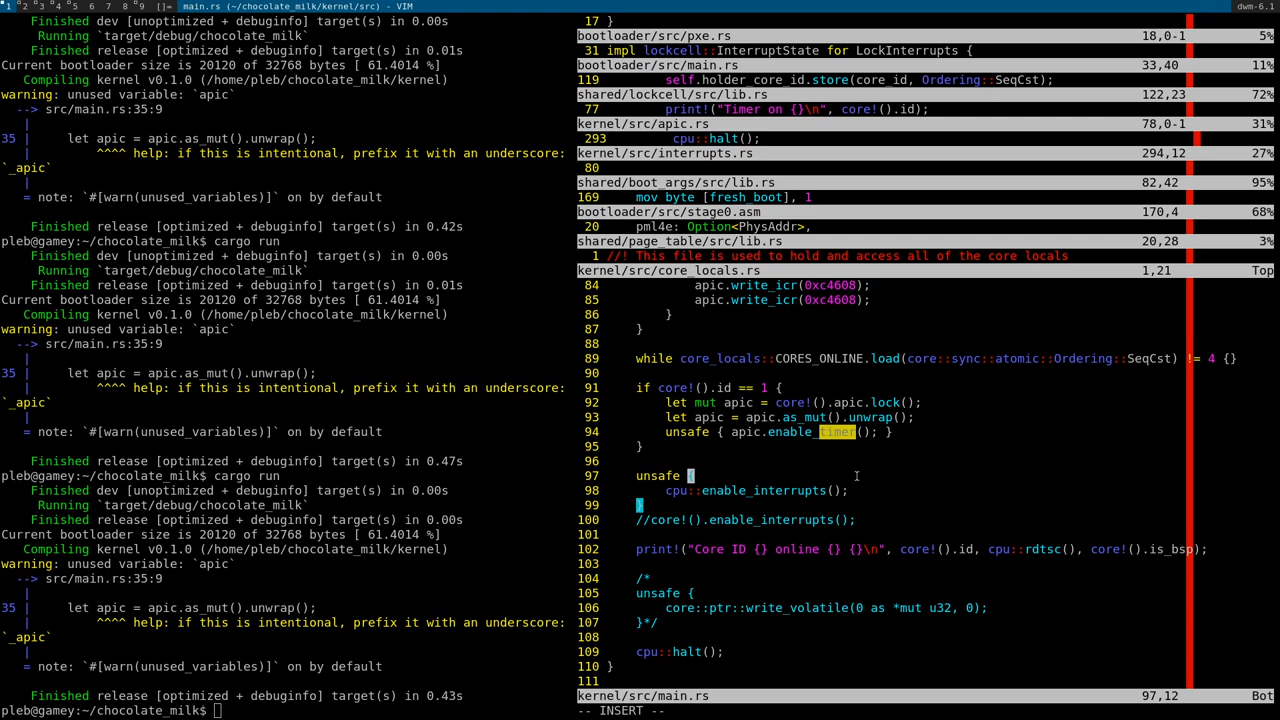 1 2 3 4 5 6 7 8 9 []= main.rs (~/chocolate_milk/kernel/src) - VIM dwm-6.1
Finished dev [unoptimized + debuginfo] target(s) in 0.00s
Running `target/debug/chocolate_milk`
Finished release [optimized + debuginfo] target(s) in 0.01s
Current bootloader size is 20120 of 32768 bytes [ 61.4014 %]
Compiling kernel v0.1.0 (/home/pleb/chocolate_milk/kernel)
warning: unused variable: `apic`
--> src/main.rs:35:9
|
35 |     let apic = apic.as_mut().unwrap();
|         ^^^^ help: if this is intentional, prefix it with an underscore:
`_apic`
|
= note: `#[warn(unused_variables)]` on by default
Finished release [optimized + debuginfo] target(s) in 0.42s
pleb@gamey:~/chocolate_milk$ cargo run
Finished dev [unoptimized + debuginfo] target(s) in 0.00s
Running `target/debug/chocolate_milk`
Finished release [optimized + debuginfo] target(s) in 0.01s
Current bootloader size is 20120 of 32768 bytes [ 61.4014 %]
Compiling kernel v0.1.0 (/home/pleb/chocolate_milk/kernel)
warning: unused variable: `apic`
--> src/main.rs:35:9
|
35 |     let apic = apic.as_mut().unwrap();
|         ^^^^ help: if this is intentional, prefix it with an underscore:
`_apic`
|
= note: `#[warn(unused_variables)]` on by default
Finished release [optimized + debuginfo] target(s) in 0.47s
pleb@gamey:~/chocolate_milk$ cargo run
Finished dev [unoptimized + debuginfo] target(s) in 0.00s
Running `target/debug/chocolate_milk`
Finished release [optimized + debuginfo] target(s) in 0.00s
Current bootloader size is 20120 of 32768 bytes [ 61.4014 %]
Compiling kernel v0.1.0 (/home/pleb/chocolate_milk/kernel)
warning: unused variable: `apic`
--> src/main.rs:35:9
|
35 |     let apic = apic.as_mut().unwrap();
|         ^^^^ help: if this is intentional, prefix it with an underscore:
`_apic`
|
= note: `#[warn(unused_variables)]` on by default
Finished release [optimized + debuginfo] target(s) in 0.43s
pleb@gamey:~/chocolate_milk$
17 }
bootloader/src/pxe.rs 18,0-1 5%
31 impl lockcell::InterruptState for LockInterrupts {
bootloader/src/main.rs 33,40 11%
119         self.holder_core_id.store(core_id, Ordering::SeqCst);
shared/lockcell/src/lib.rs 122,23 72%
77         print!("Timer on {}\n", core!().id);
kernel/src/apic.rs 78,0-1 31%
293          cpu::halt();
kernel/src/interrupts.rs 294,12 27%
80
shared/boot_args/src/lib.rs 82,42 95%
169     mov byte [fresh_boot], 1
bootloader/src/stage0.asm 170,4 68%
20     pml4e: Option<PhysAddr>,
shared/page_table/src/lib.rs 20,28 3%
1 //! This file is used to hold and access all of the core locals
kernel/src/core_locals.rs 1,21 Top
84             apic.write_icr(0xc4608);
85             apic.write_icr(0xc4608);
86         }
87     }
88
89     while core_locals::CORES_ONLINE.load(core::sync::atomic::Ordering::SeqCst) != 4 {}
90
91     if core!().id == 1 {
92         let mut apic = core!().apic.lock();
93         let apic = apic.as_mut().unwrap();
94         unsafe { apic.enable_timer(); }
95     }
96
97     unsafe {
98         cpu::enable_interrupts();
99     }
100     //core!().enable_interrupts();
101
102     print!("Core ID {} online {} {}\n", core!().id, cpu::rdtsc(), core!().is_bsp);
103
104     /*
105     unsafe {
106         core::ptr::write_volatile(0 as *mut u32, 0);
107     }*/
108
109     cpu::halt();
110 }
111
kernel/src/main.rs 97,12 Bot
-- INSERT --